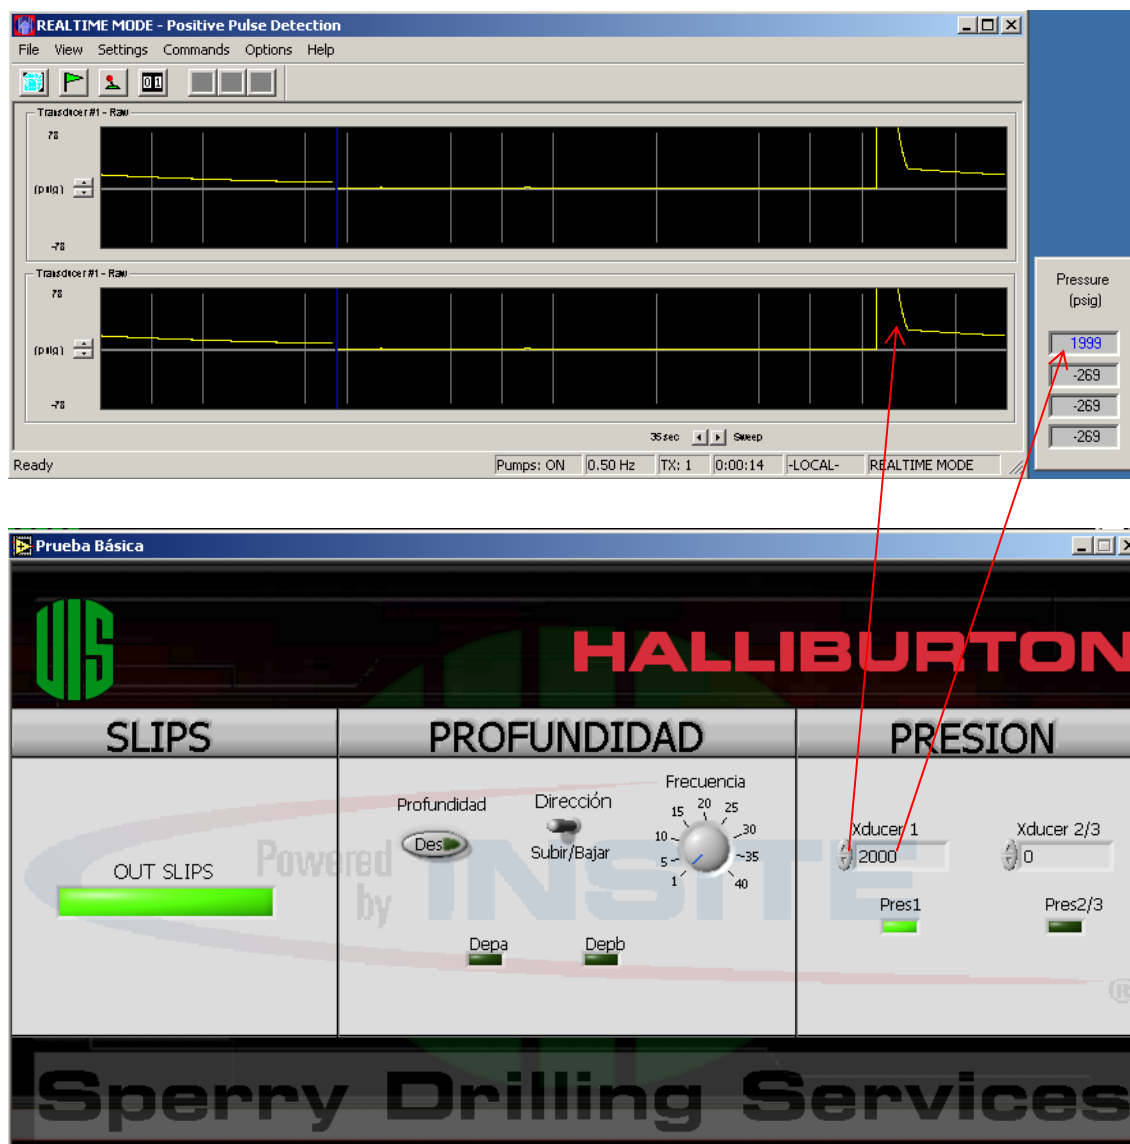 REALTIME MODE - Positive Pulse Detection
File View Settings Commands Options Help
01
Transducer #1 - Raw
78
(psig)
-78
Transducer #1 - Raw
78
(psig)
-78
35 sec Sweep
Ready Pumps: ON 0.50 Hz TX: 1 0:00:14 -LOCAL- REALTIME MODE
Pressure
(psig)
1999
-269
-269
-269
Prueba Básica
UIS
HALLIBURTON
SLIPS PROFUNDIDAD PRESION
OUT SLIPS
Profundidad
Des
Dirección
Subir/Bajar
Frecuencia
1 5 10 15 20 25 30 35 40
Depa Depb
Xducer 1 Xducer 2/3
2000 0
Pres1 Pres2/3
Powered
by INSITE
®
Sperry Drilling Services